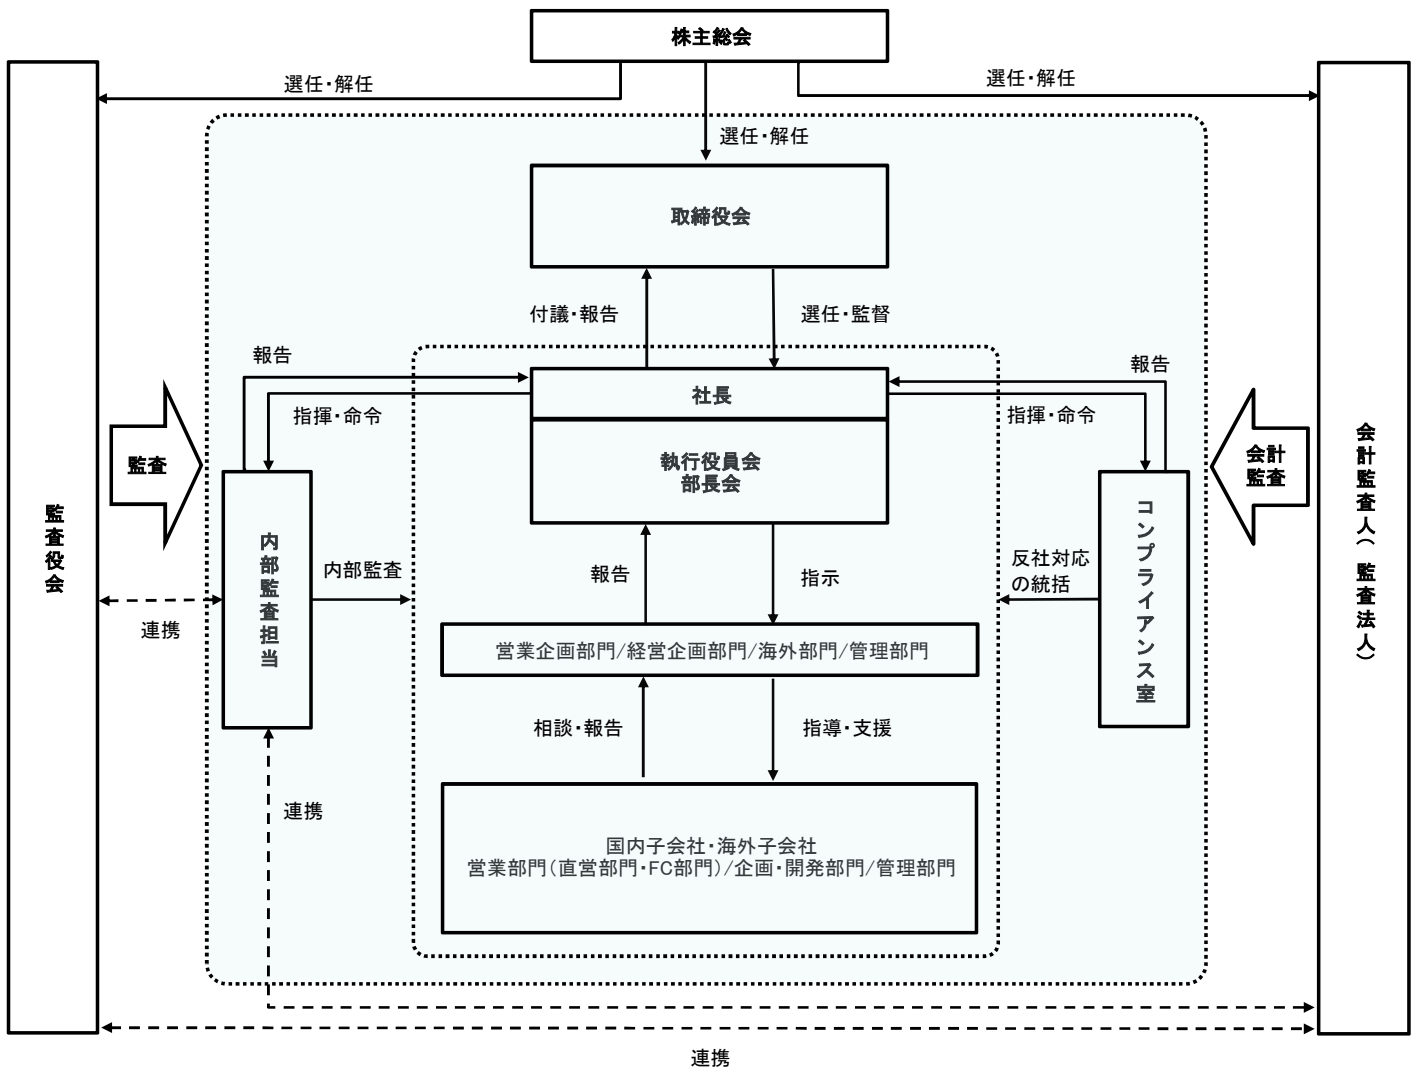 株主総会
選任・解任
選任・解任
選任・解任
取締役会
付議・報告
選任・監督
報告
指揮・命令
社長
報告
指揮・命令
執行役員会
部長会
監査
会計
監査
監査役会
会計監査人(監査法人)
内部監査担当
内部監査
コンプライアンス室
反社対応
の統括
報告
指示
連携
営業企画部門/経営企画部門/海外部門/管理部門
相談・報告
指導・支援
連携
国内子会社・海外子会社
営業部門(直営部門・FC部門)/企画・開発部門/管理部門
連携